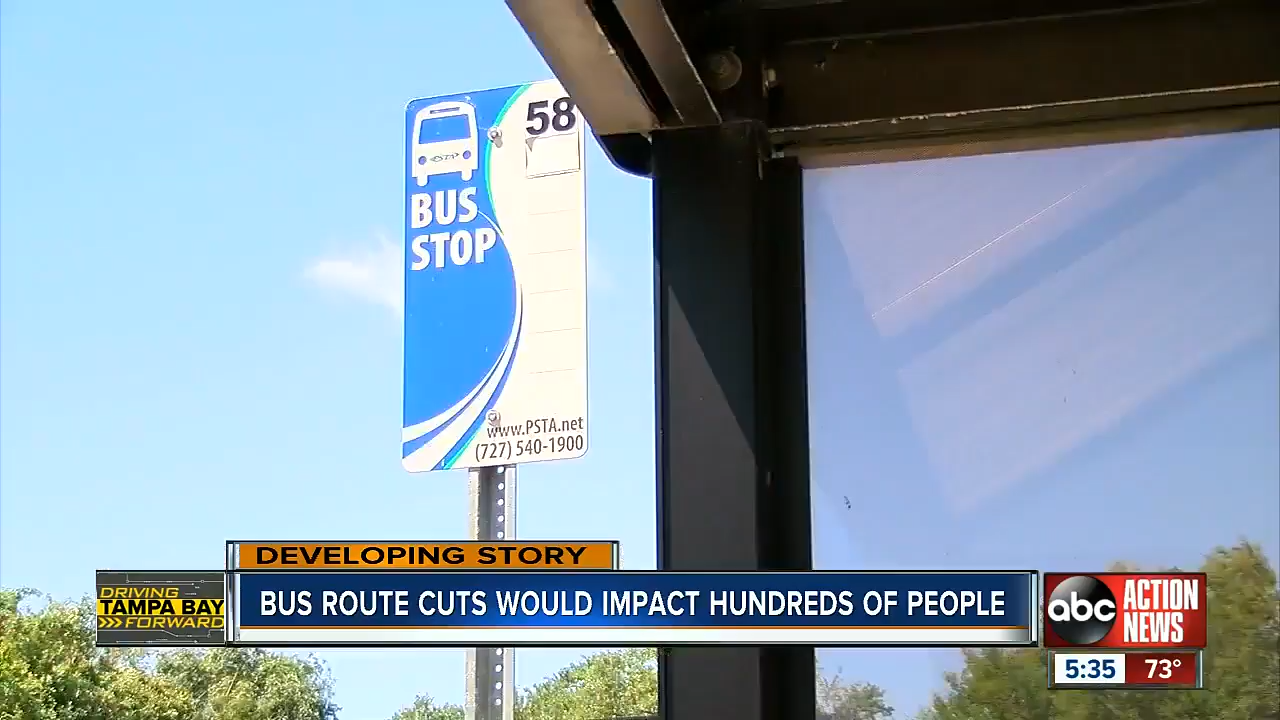 58
PSTA
BUS
STOP
www.PSTA.net
(727) 540-1900
DEVELOPING STORY
DRIVING
TAMPA BAY
>>>FORWARD
BUS ROUTE CUTS WOULD IMPACT HUNDREDS OF PEOPLE
abc ACTION
NEWS
5:35 73°